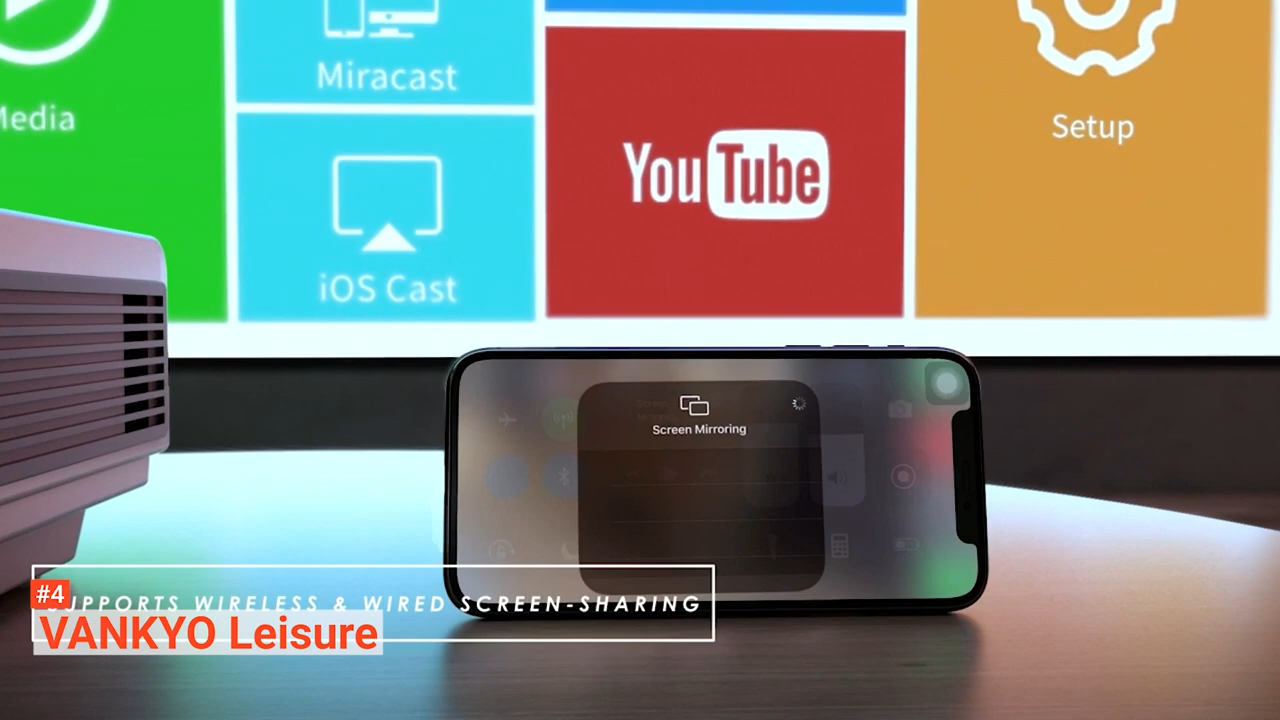 Miracast
Media
Setup
YouTube
iOS Cast
Screen Mirroring
#4
SUPPORTS WIRELESS & WIRED SCREEN-SHARING
VANKYO Leisure